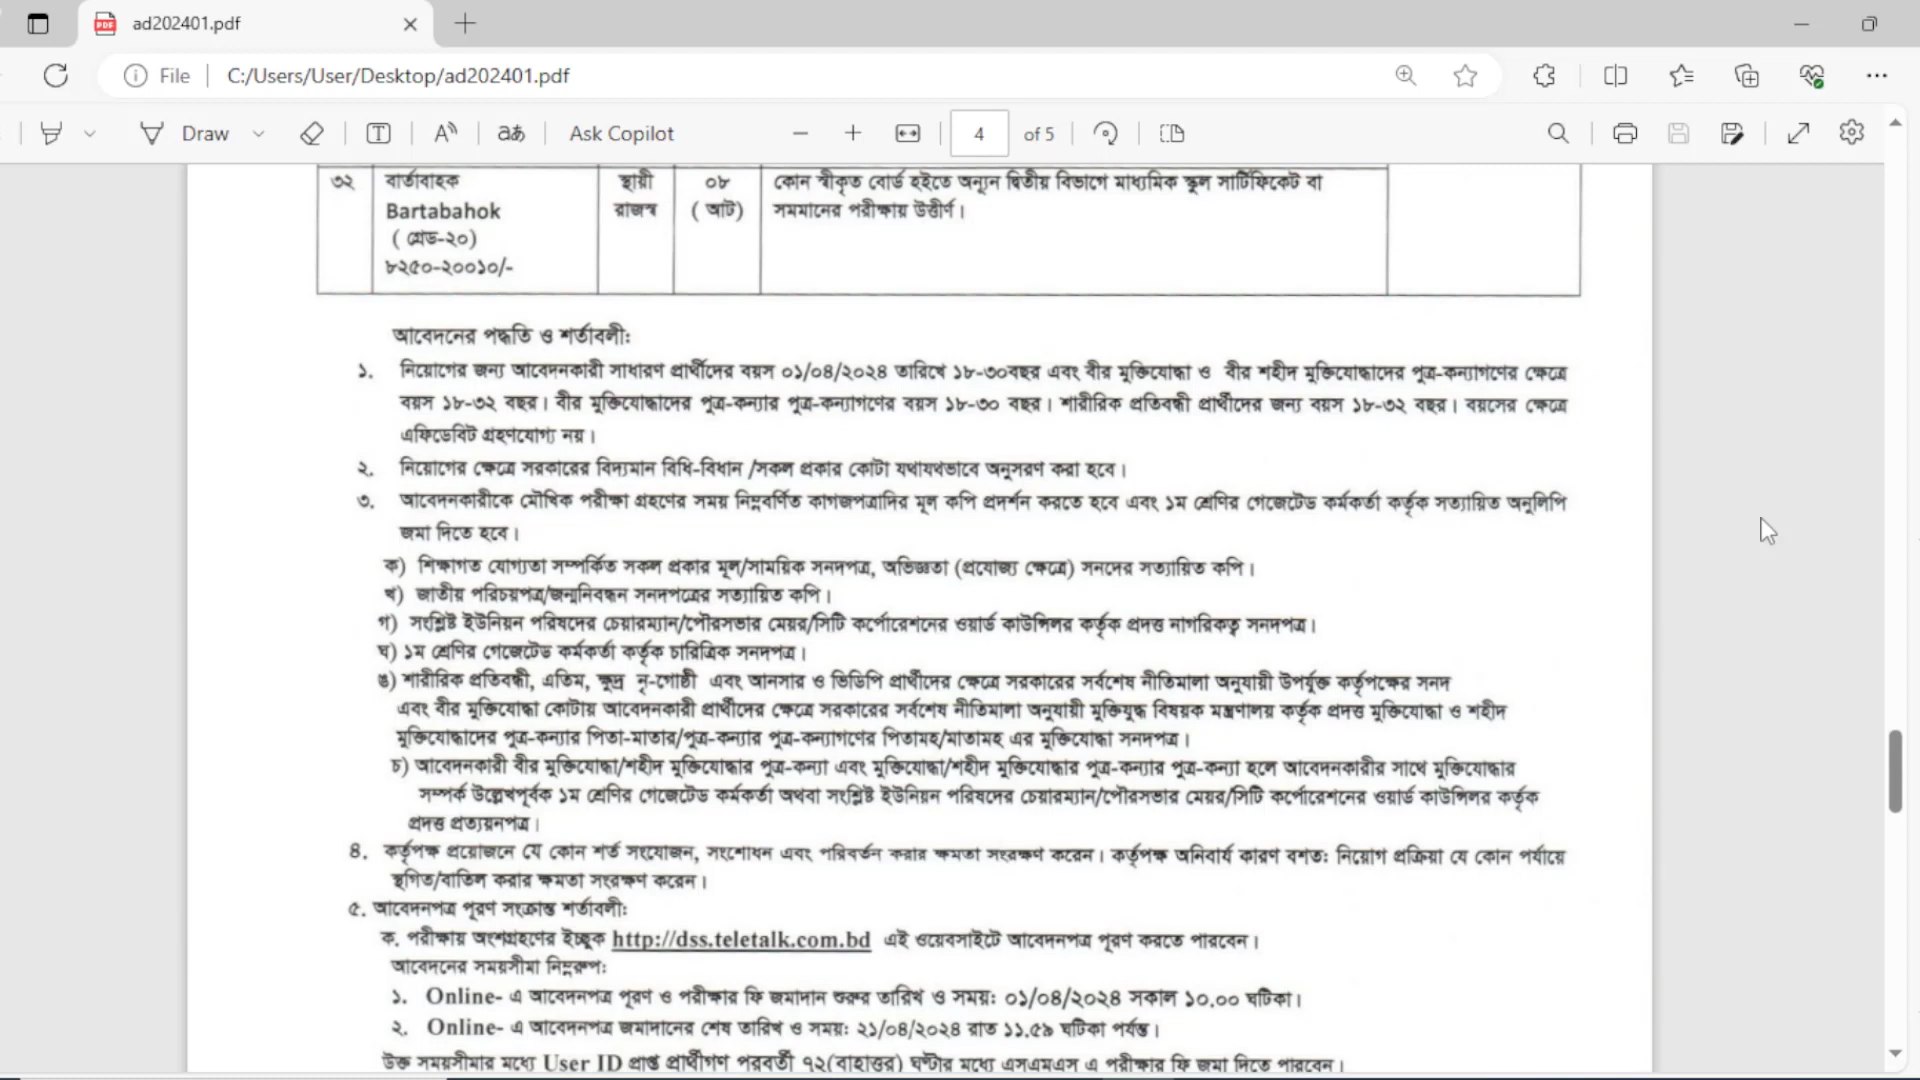 ad202401.pdf
File
C:/Users/User/Desktop/ad202401.pdf
Draw
Ask Copilot
4 of 5
৩২ বার্তাবাহক স্থায়ী ০৮ কোন স্বীকৃত বোর্ড হইতে অন্যূন দ্বিতীয় বিভাগে মাধ্যমিক স্কুল সার্টিফিকেট বা
Bartabahok রাজস্ব ( আট) সমমানের পরীক্ষায় উত্তীর্ণ।
( গ্রেড-২০)
৮২৫০-২০০১০/-
আবেদনের পদ্ধতি ও শর্তাবলী:
১. নিয়োগের জন্য আবেদনকারী সাধারণ প্রার্থীদের বয়স ০১/০৪/২০২৪ তারিখে ১৮-৩০বছর এবং বীর মুক্তিযোদ্ধা ও বীর শহীদ মুক্তিযোদ্ধাদের পুত্র-কন্যাগণের ক্ষেত্রে
বয়স ১৮-৩২ বছর। বীর মুক্তিযোদ্ধাদের পুত্র-কন্যার পুত্র-কন্যাগণের বয়স ১৮-৩০ বছর। শারীরিক প্রতিবন্ধী প্রার্থীদের জন্য বয়স ১৮-৩২ বছর। বয়সের ক্ষেত্রে
এফিডেবিট গ্রহণযোগ্য নয়।
২. নিয়োগের ক্ষেত্রে সরকারের বিদ্যমান বিধি-বিধান /সকল প্রকার কোটা যথাযথভাবে অনুসরণ করা হবে।
৩. আবেদনকারীকে মৌখিক পরীক্ষা গ্রহণের সময় নিম্নবর্ণিত কাগজপত্রাদির মূল কপি প্রদর্শন করতে হবে এবং ১ম শ্রেণির গেজেটেড কর্মকর্তা কর্তৃক সত্যায়িত অনুলিপি
জমা দিতে হবে।
ক) শিক্ষাগত যোগ্যতা সম্পর্কিত সকল প্রকার মূল/সাময়িক সনদপত্র, অভিজ্ঞতা (প্রযোজ্য ক্ষেত্রে) সনদের সত্যায়িত কপি।
খ) জাতীয় পরিচয়পত্র/জন্মনিবন্ধন সনদপত্রের সত্যায়িত কপি।
গ) সংশ্লিষ্ট ইউনিয়ন পরিষদের চেয়ারম্যান/পৌরসভার মেয়র/সিটি কর্পোরেশনের ওয়ার্ড কাউন্সিলর কর্তৃক প্রদত্ত নাগরিকত্ব সনদপত্র।
ঘ) ১ম শ্রেণির গেজেটেড কর্মকর্তা কর্তৃক চারিত্রিক সনদপত্র।
ঙ) শারীরিক প্রতিবন্ধী, এতিম, ক্ষুদ্র নৃ-গোষ্ঠী এবং আনসার ও ভিডিপি প্রার্থীদের ক্ষেত্রে সরকারের সর্বশেষ নীতিমালা অনুযায়ী উপর্যুক্ত কর্তৃপক্ষের সনদ
এবং বীর মুক্তিযোদ্ধা কোটায় আবেদনকারী প্রার্থীদের ক্ষেত্রে সরকারের সর্বশেষ নীতিমালা অনুযায়ী মুক্তিযুদ্ধ বিষয়ক মন্ত্রণালয় কর্তৃক প্রদত্ত মুক্তিযোদ্ধা ও শহীদ
মুক্তিযোদ্ধাদের পুত্র-কন্যার পিতা-মাতার/পুত্র-কন্যার পুত্র-কন্যাগণের পিতামহ/মাতামহ এর মুক্তিযোদ্ধা সনদপত্র।
চ) আবেদনকারী বীর মুক্তিযোদ্ধা/শহীদ মুক্তিযোদ্ধার পুত্র-কন্যা এবং মুক্তিযোদ্ধা/শহীদ মুক্তিযোদ্ধার পুত্র-কন্যার পুত্র-কন্যা হলে আবেদনকারীর সাথে মুক্তিযোদ্ধার
সম্পর্ক উল্লেখপূর্বক ১ম শ্রেণির গেজেটেড কর্মকর্তা অথবা সংশ্লিষ্ট ইউনিয়ন পরিষদের চেয়ারম্যান/পৌরসভার মেয়র/সিটি কর্পোরেশনের ওয়ার্ড কাউন্সিলর কর্তৃক
প্রদত্ত প্রত্যয়নপত্র।
৪. কর্তৃপক্ষ প্রয়োজনে যে কোন শর্ত সংযোজন, সংশোধন এবং পরিবর্তন করার ক্ষমতা সংরক্ষণ করেন। কর্তৃপক্ষ অনিবার্য কারণ বশত: নিয়োগ প্রক্রিয়া যে কোন পর্যায়ে
স্থগিত/বাতিল করার ক্ষমতা সংরক্ষণ করেন।
৫. আবেদনপত্র পূরণ সংক্রান্ত শর্তাবলী:
ক. পরীক্ষায় অংশগ্রহণের ইচ্ছুক http://dss.teletalk.com.bd এই ওয়েবসাইটে আবেদনপত্র পূরণ করতে পারবেন।
আবেদনের সময়সীমা নিম্নরূপ:
১. Online- এ আবেদনপত্র পূরণ ও পরীক্ষার ফি জমাদান শুরুর তারিখ ও সময়: ০১/০৪/২০২৪ সকাল ১০.০০ ঘটিকা।
২. Online- এ আবেদনপত্র জমাদানের শেষ তারিখ ও সময়: ২১/০৪/২০২৪ রাত ১১.৫৯ ঘটিকা পর্যন্ত।
উক্ত সময়সীমার মধ্যে User ID প্রাপ্ত প্রার্থীগণ পরবর্তী ৭২(বাহাত্তর) ঘণ্টার মধ্যে এসএমএস এ পরীক্ষার ফি জমা দিতে পারবেন।